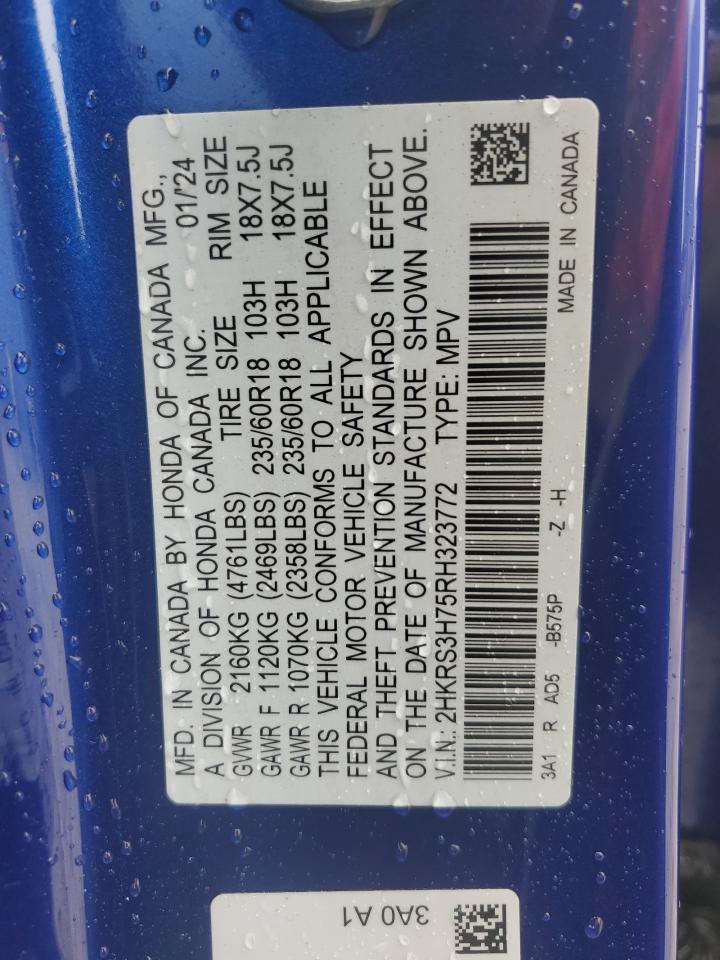 MFD. IN CANADA BY HONDA OF CANADA MFG.,
A DIVISION OF HONDA CANADA INC. 01/'24
GVWR 2160KG (4761LBS) TIRE SIZE RIM SIZE
GAWR F 1120KG (2469LBS) 235/60R18 103H 18X7.5J
GAWR R 1070KG (2358LBS) 235/60R18 103H 18X7.5J
THIS VEHICLE CONFORMS TO ALL APPLICABLE
FEDERAL MOTOR VEHICLE SAFETY
AND THEFT PREVENTION STANDARDS IN EFFECT
ON THE DATE OF MANUFACTURE SHOWN ABOVE.
V.I.N.: 2HKRS3H75RH323772 TYPE: MPV
3A1 R AD5 -B575P -Z -H
MADE IN CANADA
3A0 A1